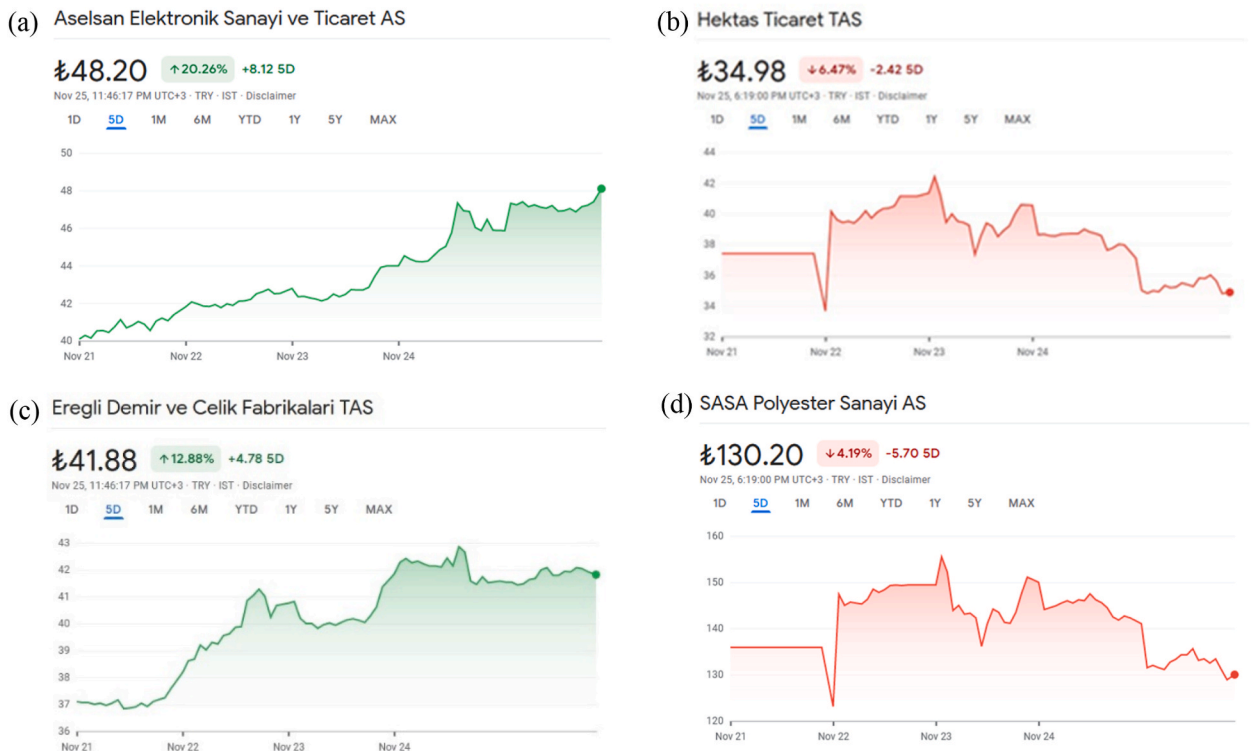 (a) Aselsan Elektronik Sanayi ve Ticaret AS
₺48.20 ↑20.26% +8.12 5D
Nov 25, 11:46:17 PM UTC+3 · TRY · IST · Disclaimer
1D 5D 1M 6M YTD 1Y 5Y MAX
50
48
46
44
42
40
Nov 21 Nov 22 Nov 23 Nov 24
(b) Hektas Ticaret TAS
₺34.98 ↓6.47% -2.42 5D
Nov 25, 6:19:00 PM UTC+3 · TRY · IST · Disclaimer
1D 5D 1M 6M YTD 1Y 5Y MAX
44
42
40
38
36
34
32
Nov 21 Nov 22 Nov 23 Nov 24
(c) Eregli Demir ve Celik Fabrikalari TAS
₺41.88 ↑12.88% +4.78 5D
Nov 25, 11:46:17 PM UTC+3 · TRY · IST · Disclaimer
1D 5D 1M 6M YTD 1Y 5Y MAX
43
42
41
40
39
38
37
36
Nov 21 Nov 22 Nov 23 Nov 24
(d) SASA Polyester Sanayi AS
₺130.20 ↓4.19% -5.70 5D
Nov 25, 6:19:00 PM UTC+3 · TRY · IST · Disclaimer
1D 5D 1M 6M YTD 1Y 5Y MAX
160
150
140
130
120
Nov 21 Nov 22 Nov 23 Nov 24